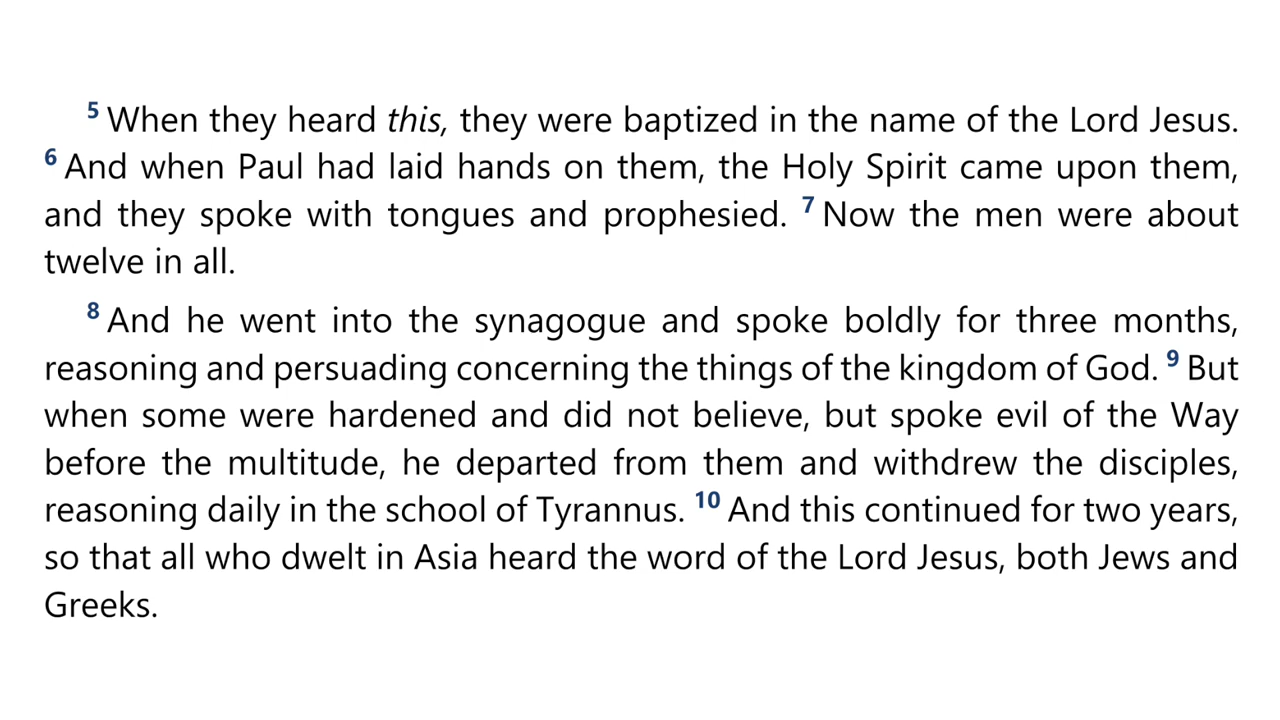 5 When they heard this, they were baptized in the name of the Lord Jesus.
6 And when Paul had laid hands on them, the Holy Spirit came upon them,
and they spoke with tongues and prophesied. 7 Now the men were about
twelve in all.
8 And he went into the synagogue and spoke boldly for three months,
reasoning and persuading concerning the things of the kingdom of God. 9 But
when some were hardened and did not believe, but spoke evil of the Way
before the multitude, he departed from them and withdrew the disciples,
reasoning daily in the school of Tyrannus. 10 And this continued for two years,
so that all who dwelt in Asia heard the word of the Lord Jesus, both Jews and
Greeks.